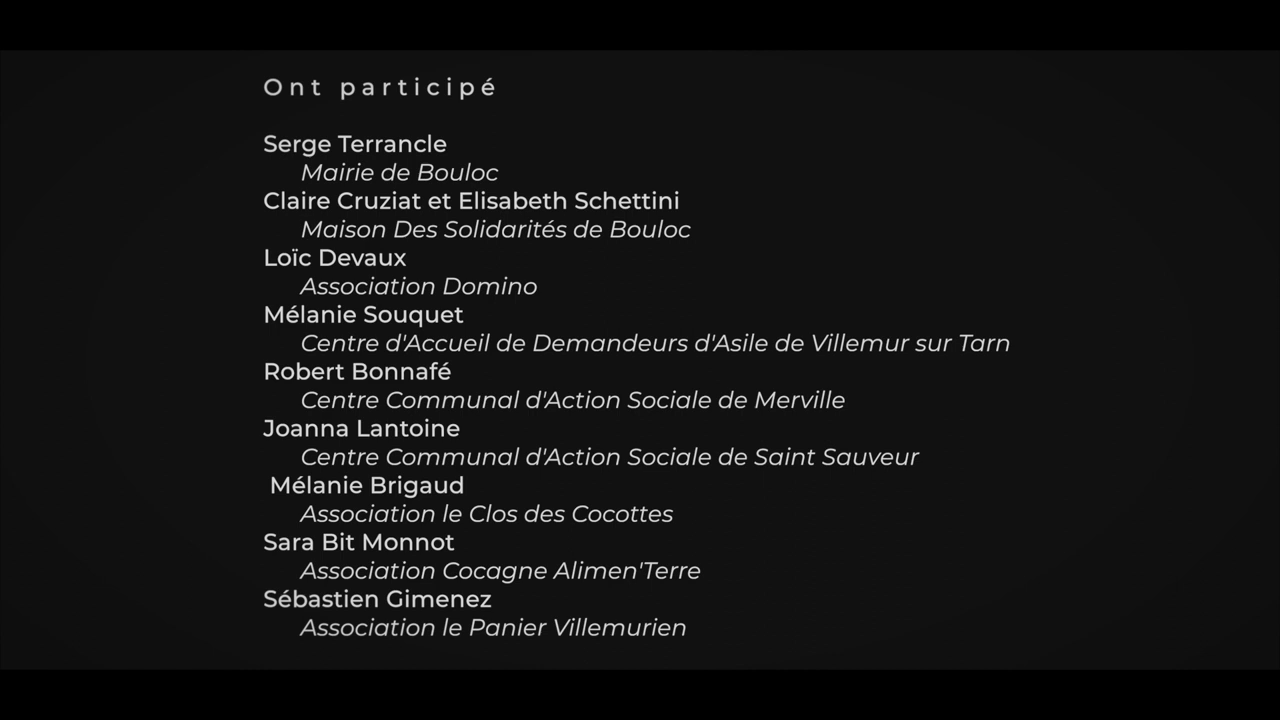 Ont participé
Serge Terrancle
Mairie de Bouloc
Claire Cruziat et Elisabeth Schettini
Maison Des Solidarités de Bouloc
Loïc Devaux
Association Domino
Mélanie Souquet
Centre d'Accueil de Demandeurs d'Asile de Villemur sur Tarn
Robert Bonnafé
Centre Communal d'Action Sociale de Merville
Joanna Lantoine
Centre Communal d'Action Sociale de Saint Sauveur
Mélanie Brigaud
Association le Clos des Cocottes
Sara Bit Monnot
Association Cocagne Alimen'Terre
Sébastien Gimenez
Association le Panier Villemurien